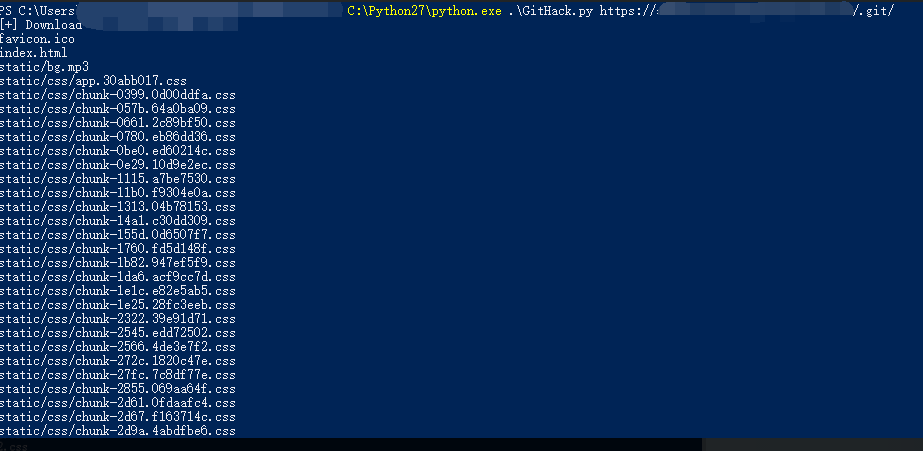 PS C:\Users C:\Python27\python.exe .\GitHack.py https:// /.git/
[+] Download
favicon.ico
index.html
static/bg.mp3
static/css/app.30abb017.css
static/css/chunk-0399.0d00ddfa.css
static/css/chunk-057b.64a0ba09.css
static/css/chunk-0661.2c89bf50.css
static/css/chunk-0780.eb86dd36.css
static/css/chunk-0be0.ed60214c.css
static/css/chunk-0e29.10d9e2ec.css
static/css/chunk-1115.a7be7530.css
static/css/chunk-11b0.f9304e0a.css
static/css/chunk-1313.04b78153.css
static/css/chunk-14a1.c30dd309.css
static/css/chunk-155d.0d6507f7.css
static/css/chunk-1760.fd5d148f.css
static/css/chunk-1b82.947ef5f9.css
static/css/chunk-1da6.acf9cc7d.css
static/css/chunk-1e1c.e82e5ab5.css
static/css/chunk-1e25.28fc3eeb.css
static/css/chunk-2322.39e91d71.css
static/css/chunk-2545.edd72502.css
static/css/chunk-2566.4de3e7f2.css
static/css/chunk-272c.1820c47e.css
static/css/chunk-27fc.7c8df77e.css
static/css/chunk-2855.069aa64f.css
static/css/chunk-2d61.0fdaafc4.css
static/css/chunk-2d67.f163714c.css
static/css/chunk-2d9a.4abdfbe6.css